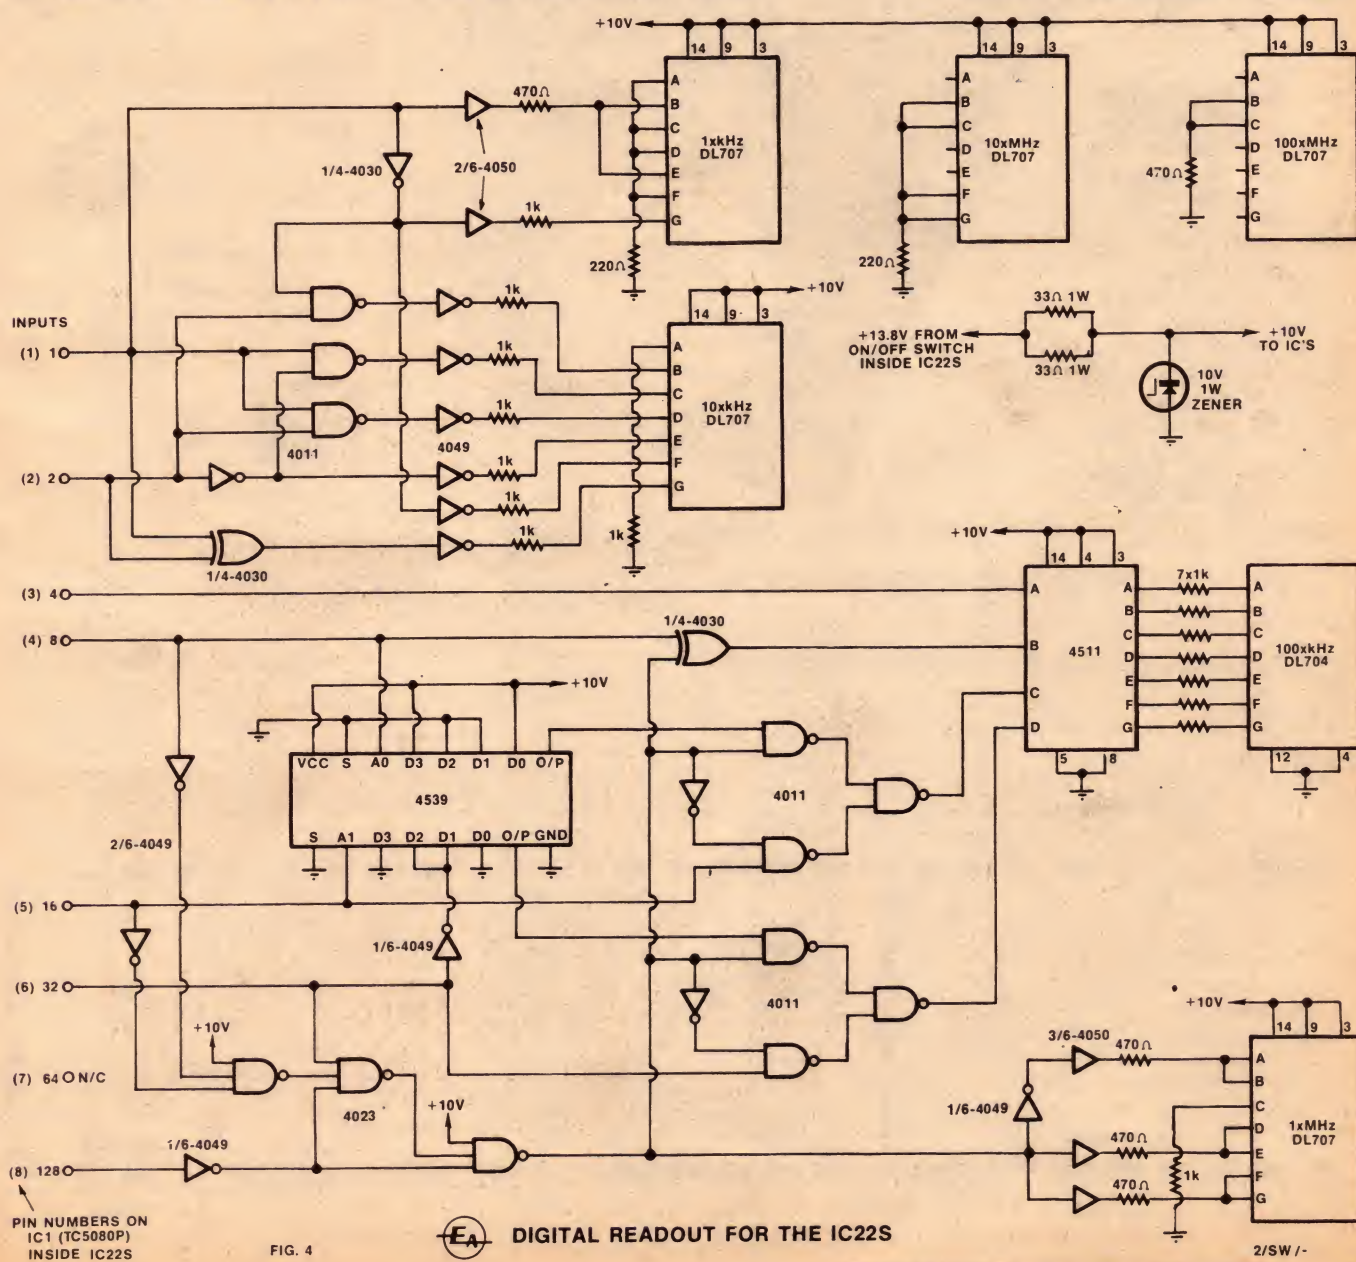 +10V
14 9 3
14 9 3
14 9 3
A
B
C
D
E
F
G
1xkHz
DL707
A
B
C
D
E
F
G
10xMHz
DL707
A
B
C
D
E
F
G
100xMHz
DL707
470Ω
1/4-4030
2/6-4050
1k
220Ω
220Ω
470Ω
INPUTS
(1) 1
(2) 2
4011
4049
1k
1k
1k
1k
1k
1k
1/4-4030
+10V
14 9 3
A
B
C
D
E
F
G
10xkHz
DL707
1k
33Ω 1W
33Ω 1W
+13.8V FROM
ON/OFF SWITCH
INSIDE IC22S
+10V
TO IC'S
10V
1W
ZENER
(3) 4
(4) 8
1/4-4030
+10V
14 4 3
A
B
C
D
4511
A
B
C
D
E
F
G
5 8
7x1k
A
B
C
D
E
F
G
100xkHz
DL704
12 4
+10V
VCC S A0 D3 D2 D1 D0 O/P
4539
S A1 D3 D2 D1 D0 O/P GND
2/6-4049
4011
(5) 16
1/6-4049
(6) 32
4011
+10V
(7) 64 N/C
4023
+10V
1/6-4049
(8) 128
3/6-4050
470Ω
1/6-4049
470Ω
470Ω
1k
+10V
14 9 3
A
B
C
D
E
F
G
1xMHz
DL707
PIN NUMBERS ON
IC1 (TC5080P)
INSIDE IC22S
FIG. 4
EA DIGITAL READOUT FOR THE IC22S
2/SW/-